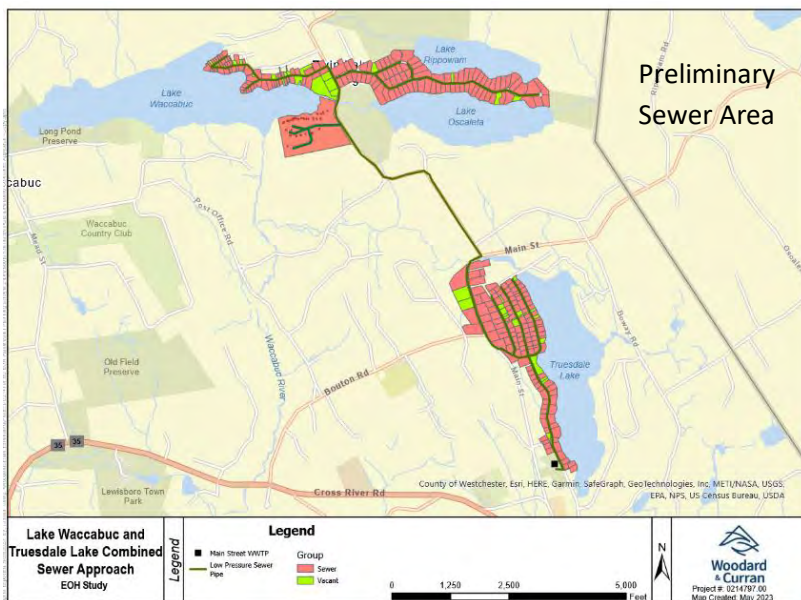 Preliminary
Sewer Area
Lake
Rippowam
Lake
Waccabuc
Lake
Oscaleta
Long Pond
Preserve
cabuc
Waccabuc
Country Club
Post Office Rd
Mead St
Main St
Waccabuc
River
Old Field
Preserve
Bouton Rd
Main St
Truesdale
Lake
35
35
Lewisboro Town
Park
Cross River Rd
County of Westchester, Esri, HERE, Garmin, SafeGraph, GeoTechnologies, Inc, METI/NASA, USGS,
EPA, NPS, US Census Bureau, USDA
Lake Waccabuc and
Truesdale Lake Combined
Sewer Approach
EOH Study
Legend
Legend
Main Street WWTP
Low Pressure Sewer
Pipe
Group
Sewer
Vacant
0 1,250 2,500 5,000
Feet
N
Woodard
& Curran
Project #: 0214797.00
Map Created: May 2023